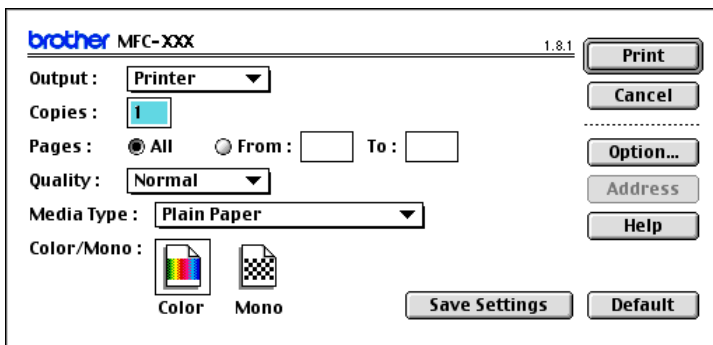 brother MFC-XXX
1.8.1
Print
Output : Printer
Cancel
Copies : 1
Pages : All From : To :
Option...
Quality : Normal
Address
Media Type : Plain Paper
Help
Color/Mono :
Color Mono
Save Settings
Default